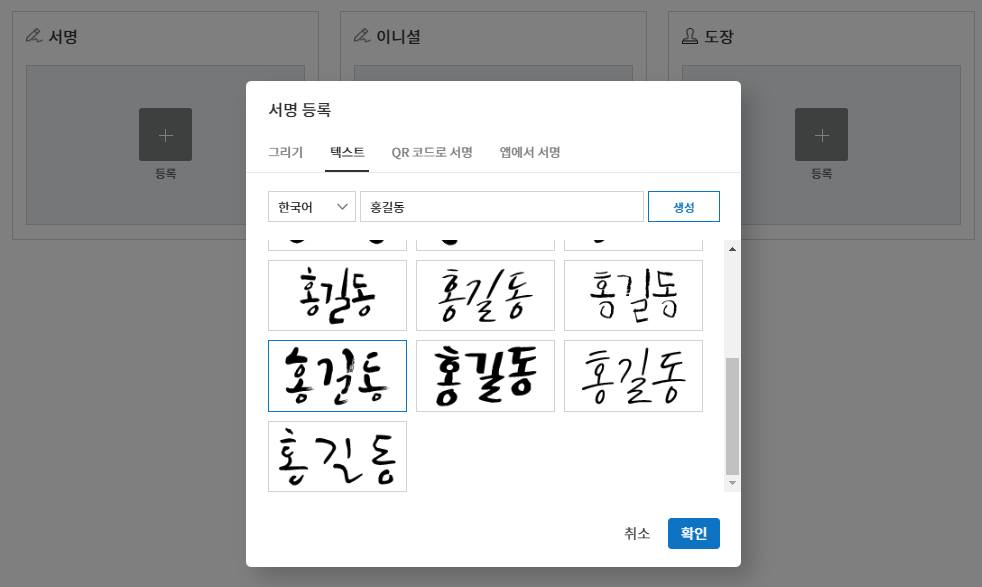 서명
이니셜
도장
등록
등록
서명 등록
그리기 텍스트 QR 코드로 서명 앱에서 서명
한국어 홍길동 생성
홍길동 홍길동 홍길동
홍길동 홍길동 홍길동
홍길동
취소 확인